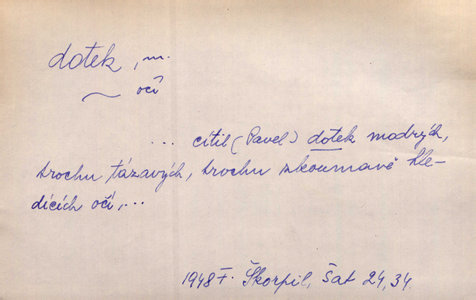 dotek, m.
~ očí
... cítil (Pavel) dotek modrých,
trochu tázavých, trochu zkoumavě hle-
dících očí,...
1948 F. Škorpil, Šat 24,34.